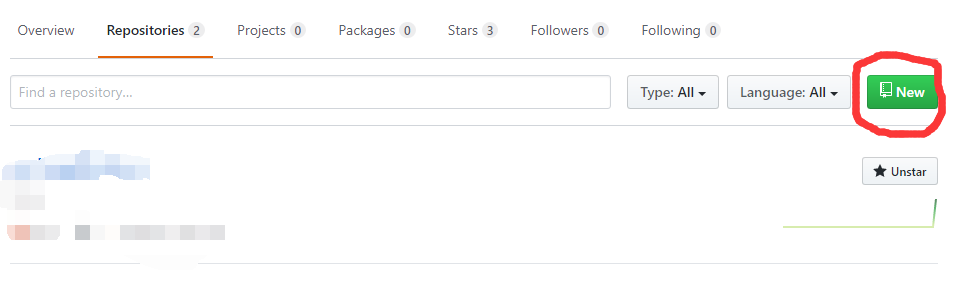 Overview Repositories 2 Projects 0 Packages 0 Stars 3 Followers 0 Following 0
Find a repository... Type: All Language: All New
Unstar